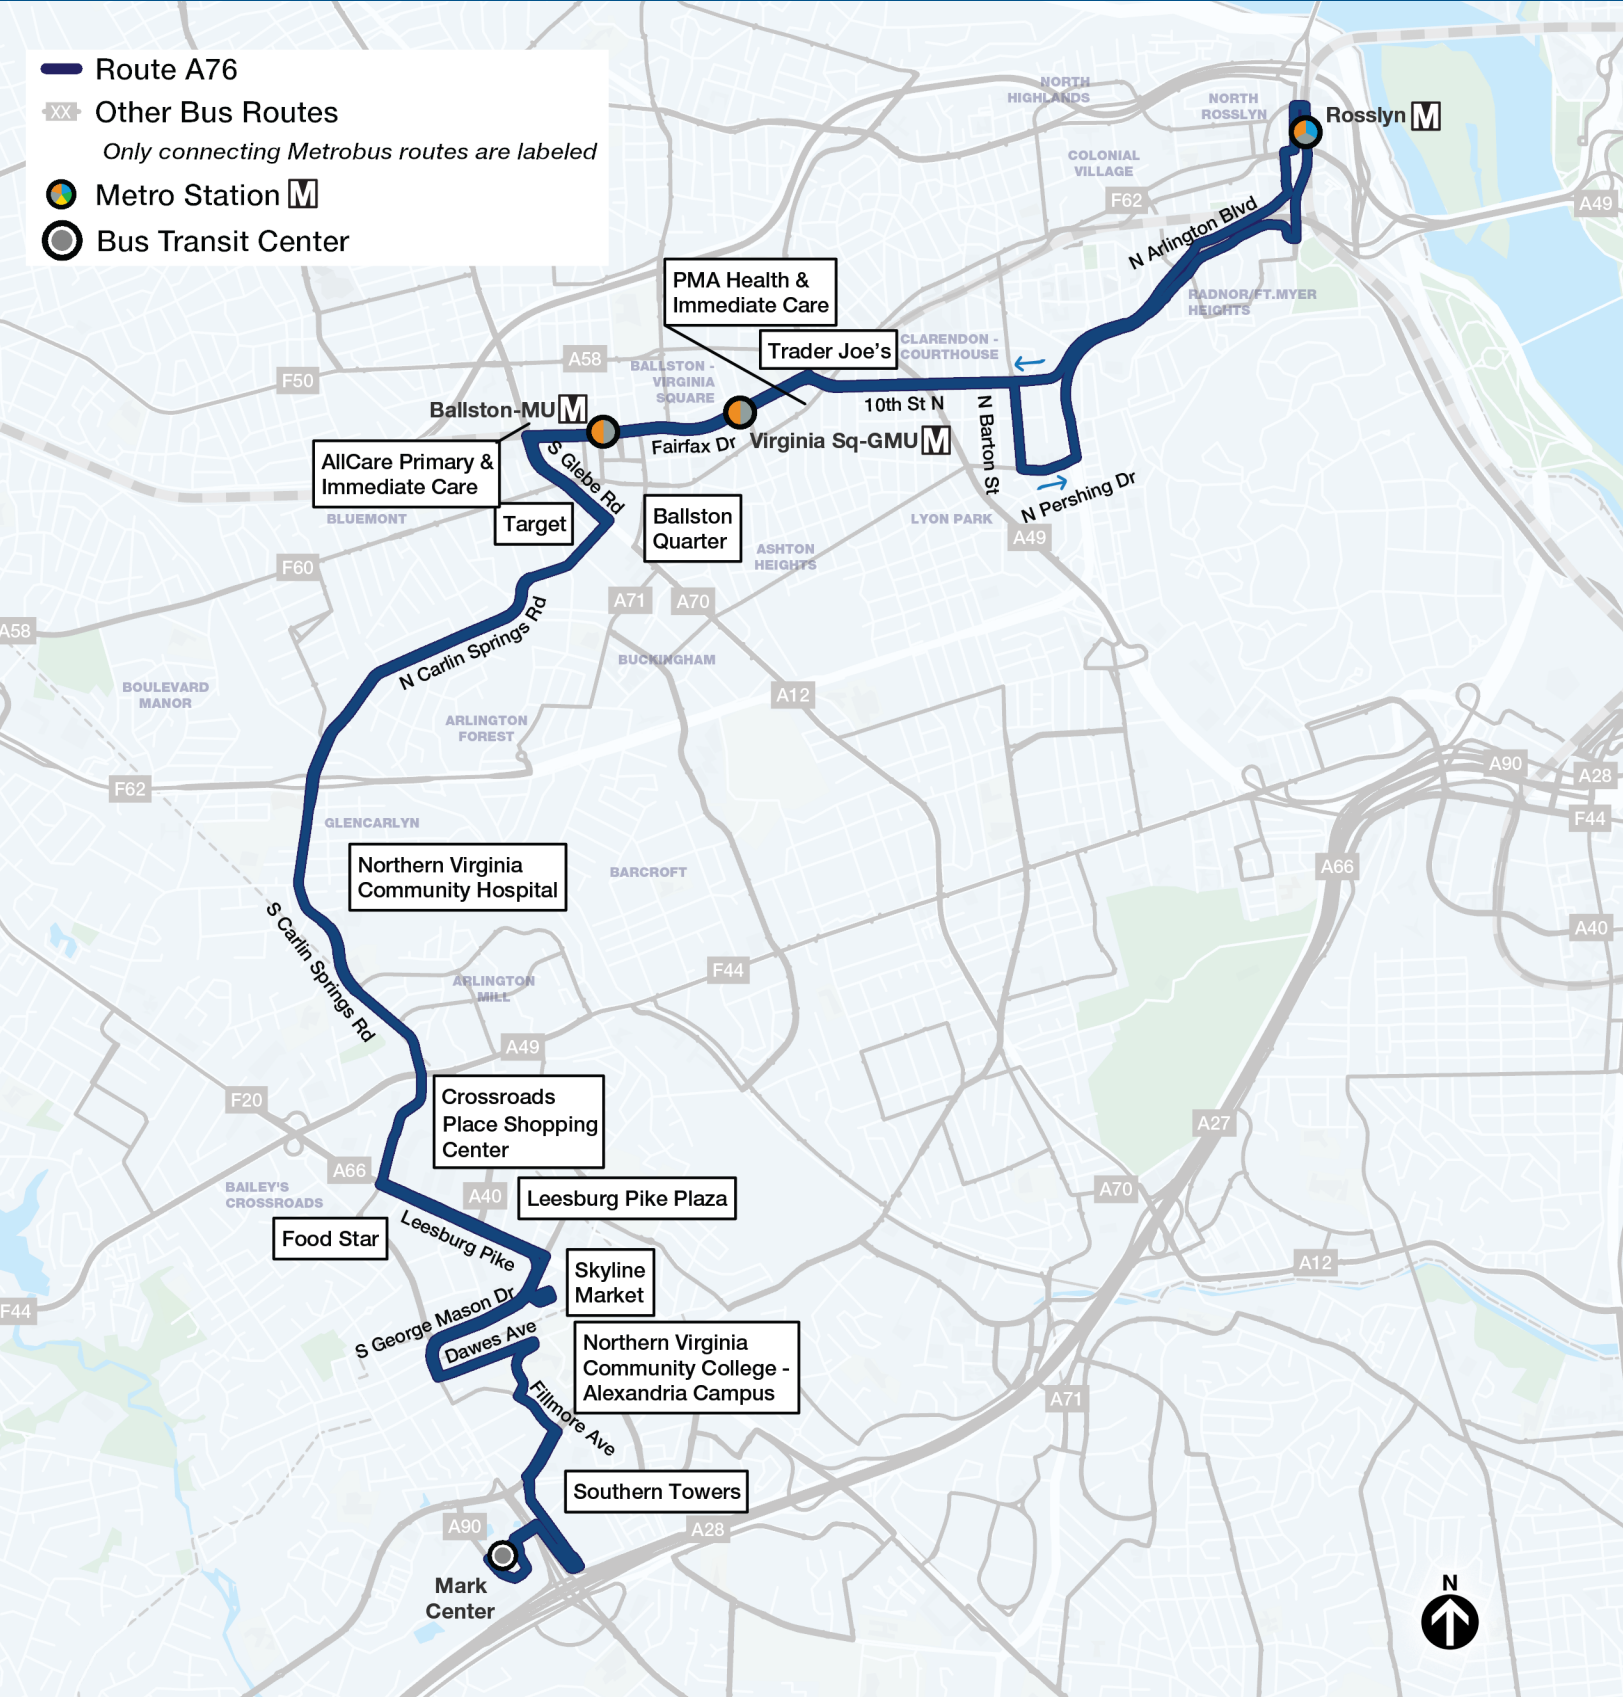 Route A76
XX Other Bus Routes
Only connecting Metrobus routes are labeled
Metro Station M
Bus Transit Center
NORTH
HIGHLANDS
NORTH
ROSSLYN
Rosslyn M
COLONIAL
VILLAGE
F62
A49
N Arlington Blvd
PMA Health &
Immediate Care
RADNOR/FT.MYER
HEIGHTS
Trader Joe's
CLARENDON -
COURTHOUSE
A58
F50
BALLSTON -
VIRGINIA
SQUARE
Ballston-MU M
10th St N
N Barton St
Fairfax Dr
Virginia Sq-GMU M
S Glebe Rd
AllCare Primary &
Immediate Care
N Pershing Dr
BLUEMONT
Target
Ballston
Quarter
LYON PARK
A49
ASHTON
HEIGHTS
F60
A71
A70
A58
N Carlin Springs Rd
BUCKINGHAM
BOULEVARD
MANOR
A12
ARLINGTON
FOREST
F62
A90
A28
F44
GLENCARLYN
Northern Virginia
Community Hospital
BARCROFT
A66
S Carlin Springs Rd
A40
F44
ARLINGTON
MILL
A49
F20
Crossroads
Place Shopping
Center
A27
A66
BAILEY'S
CROSSROADS
A40
Leesburg Pike Plaza
A70
Food Star
Leesburg Pike
Skyline
Market
A12
F44
S George Mason Dr
Dawes Ave
Northern Virginia
Community College -
Alexandria Campus
Fillmore Ave
A71
Southern Towers
A90
A28
Mark
Center
N